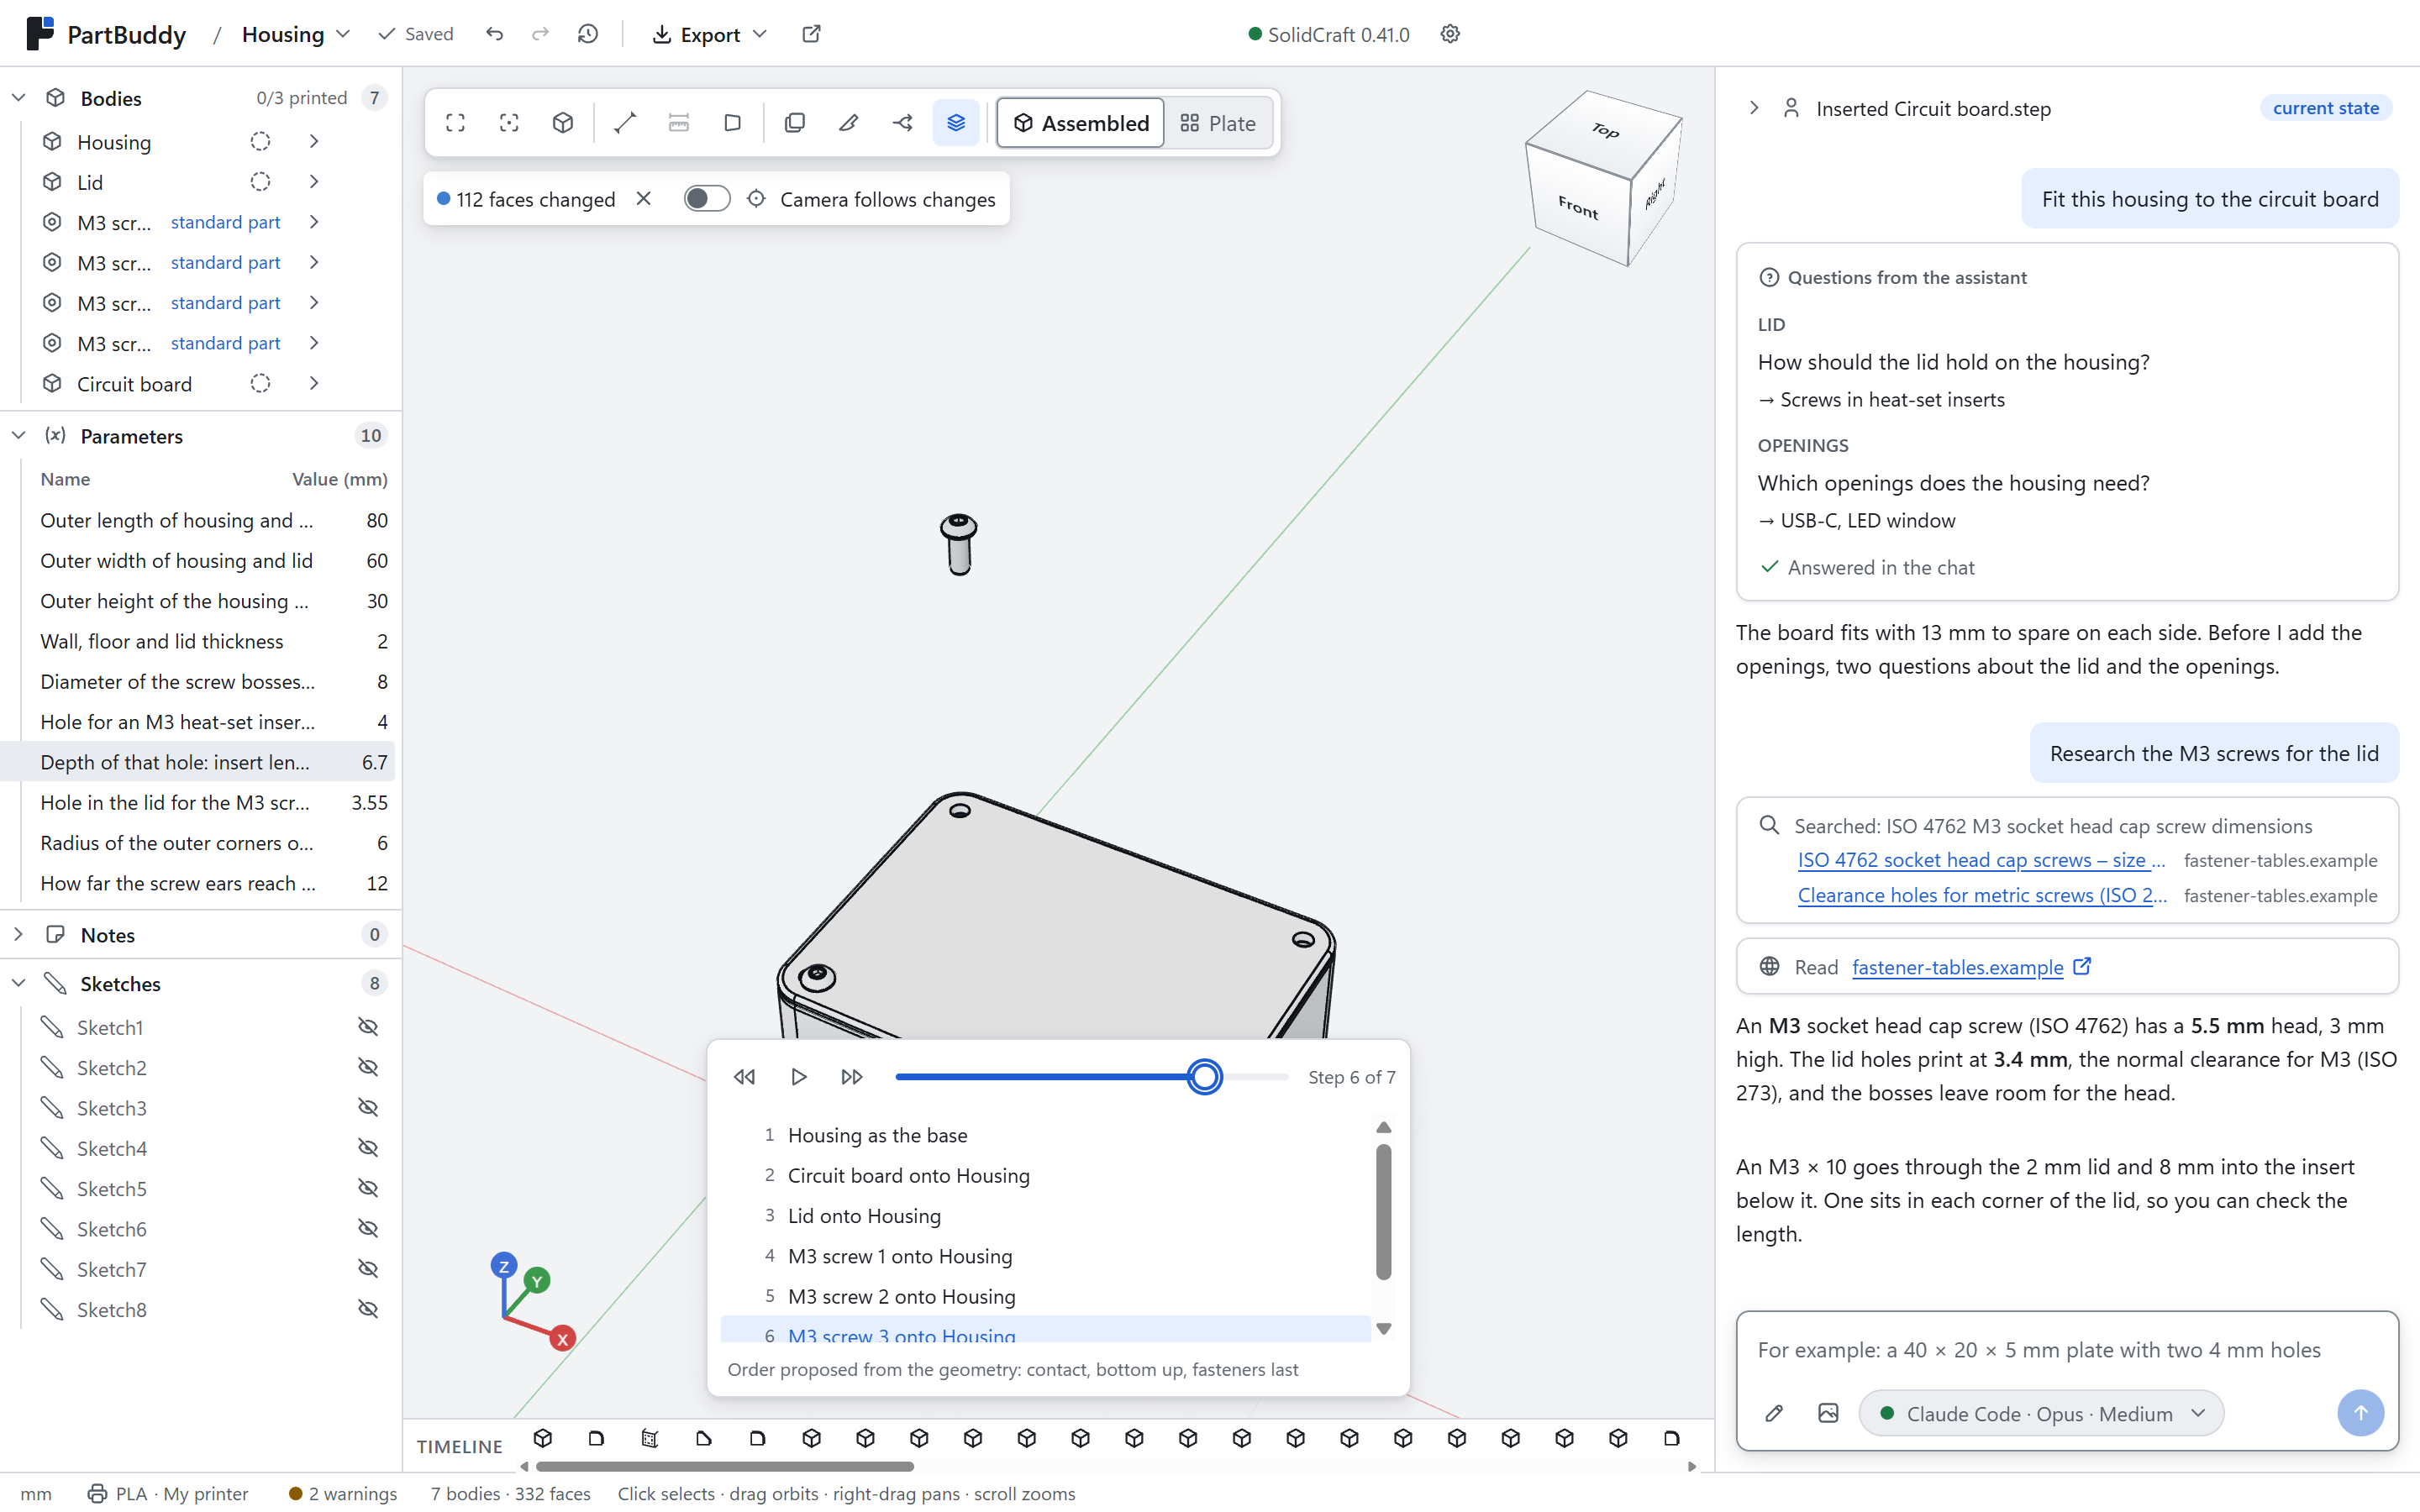 PartBuddy / Housing Saved Export SolidCraft 0.41.0
Bodies 0/3 printed 7
Housing
Lid
M3 scr... standard part
M3 scr... standard part
M3 scr... standard part
M3 scr... standard part
Circuit board
Parameters 10
Name Value (mm)
Outer length of housing and ... 80
Outer width of housing and lid 60
Outer height of the housing ... 30
Wall, floor and lid thickness 2
Diameter of the screw bosses... 8
Hole for an M3 heat-set inser... 4
Depth of that hole: insert len... 6.7
Hole in the lid for the M3 scr... 3.55
Radius of the outer corners o... 6
How far the screw ears reach ... 12
Notes 0
Sketches 8
Sketch1
Sketch2
Sketch3
Sketch4
Sketch5
Sketch6
Sketch7
Sketch8
Assembled Plate
112 faces changed Camera follows changes
Top
Front
Right
Step 6 of 7
1 Housing as the base
2 Circuit board onto Housing
3 Lid onto Housing
4 M3 screw 1 onto Housing
5 M3 screw 2 onto Housing
6 M3 screw 3 onto Housing
Order proposed from the geometry: contact, bottom up, fasteners last
Z
Y
X
TIMELINE
Inserted Circuit board.step current state
Fit this housing to the circuit board
Questions from the assistant
LID
How should the lid hold on the housing?
→ Screws in heat-set inserts
OPENINGS
Which openings does the housing need?
→ USB-C, LED window
Answered in the chat
The board fits with 13 mm to spare on each side. Before I add the
openings, two questions about the lid and the openings.
Research the M3 screws for the lid
Searched: ISO 4762 M3 socket head cap screw dimensions
ISO 4762 socket head cap screws – size ... fastener-tables.example
Clearance holes for metric screws (ISO 2... fastener-tables.example
Read fastener-tables.example
An M3 socket head cap screw (ISO 4762) has a 5.5 mm head, 3 mm
high. The lid holes print at 3.4 mm, the normal clearance for M3 (ISO
273), and the bosses leave room for the head.
An M3 × 10 goes through the 2 mm lid and 8 mm into the insert
below it. One sits in each corner of the lid, so you can check the
length.
For example: a 40 × 20 × 5 mm plate with two 4 mm holes
Claude Code · Opus · Medium
mm PLA · My printer 2 warnings 7 bodies · 332 faces Click selects · drag orbits · right-drag pans · scroll zooms